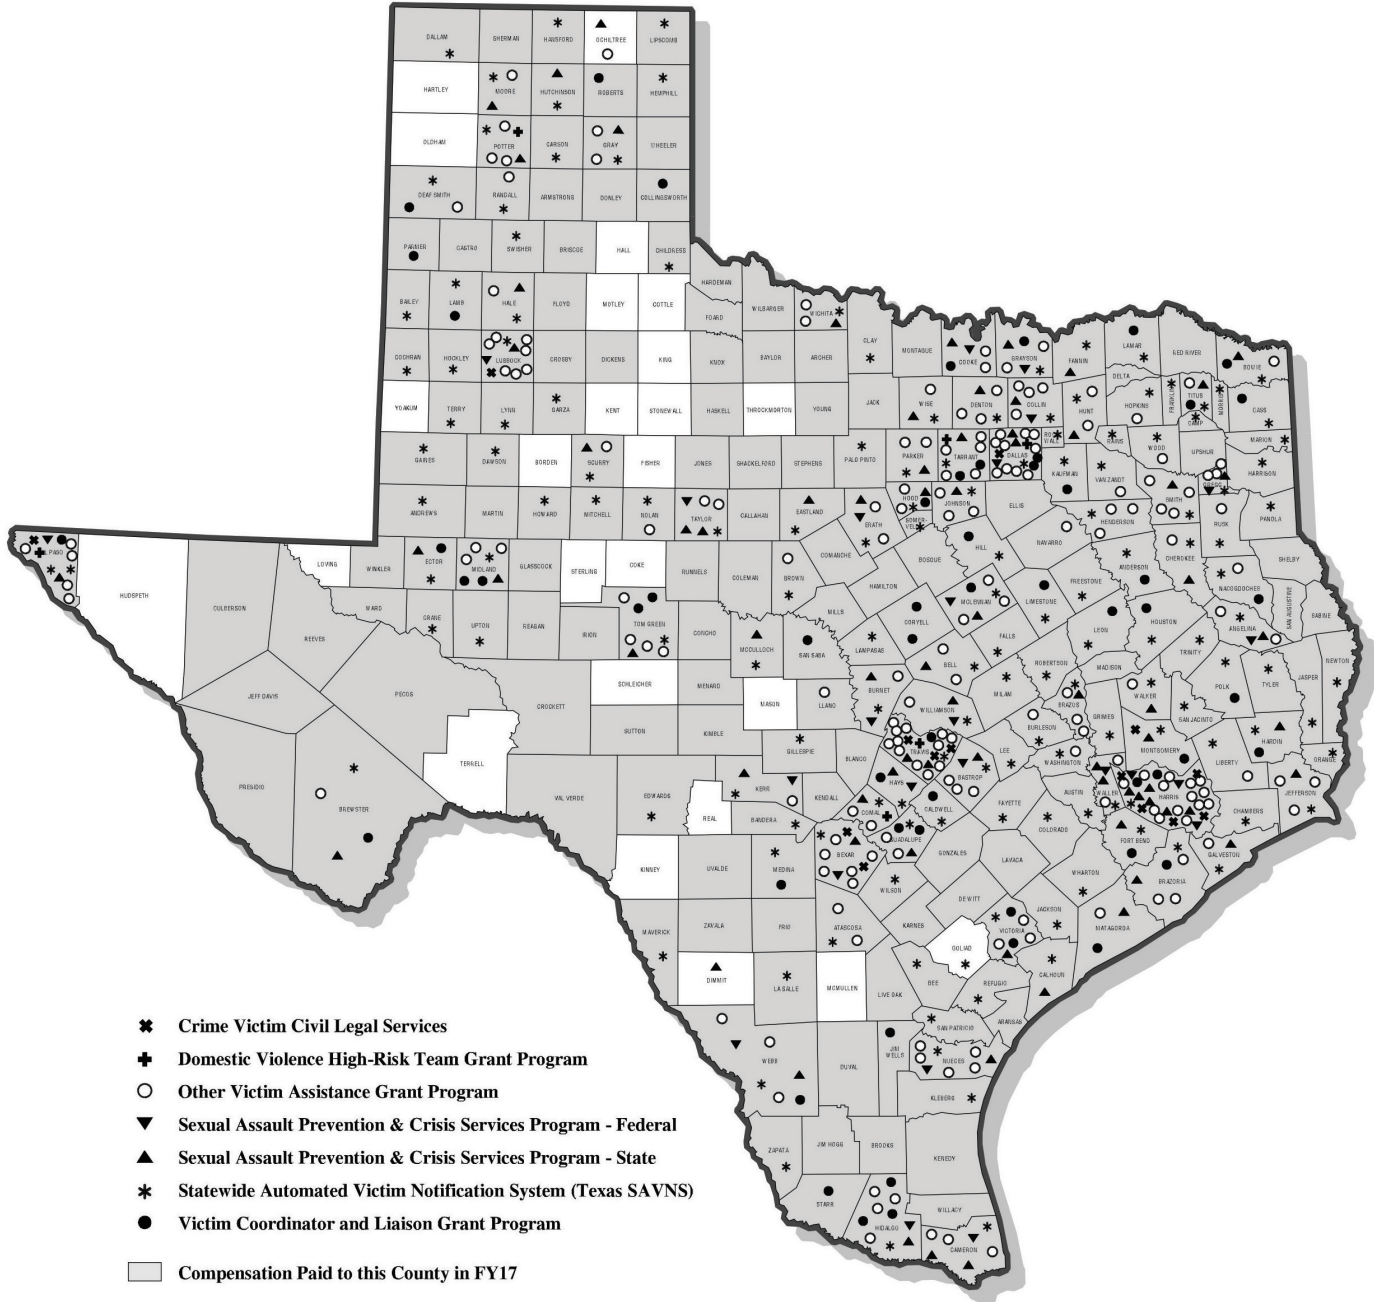 DALLAM SHERMAN HANSFORD OCHILTREE LIPSCOMB
HARTLEY MOORE HUTCHINSON ROBERTS HEMPHILL
OLDHAM POTTER CARSON GRAY WHEELER
DEAF SMITH RANDALL ARMSTRONG DONLEY COLLINGSWORTH
PARMER CASTRO SWISHER BRISCOE HALL CHILDRESS
HARDEMAN
BAILEY LAMB HALE FLOYD MOTLEY COTTLE FOARD WILBARGER WICHITA
CLAY MONTAGUE COOKE GRAYSON FANNIN LAMAR RED RIVER BOWIE
COCHRAN HOCKLEY LUBBOCK CROSBY DICKENS KING KNOX BAYLOR ARCHER
DELTA
YOAKUM TERRY LYNN GARZA KENT STONEWALL HASKELL THROCKMORTON YOUNG JACK WISE DENTON COLLIN HUNT HOPKINS FRANKLIN TITUS MORRIS CASS
CAMP
GAINES DAWSON BORDEN SCURRY FISHER JONES SHACKELFORD STEPHENS PALO PINTO PARKER TARRANT DALLAS ROCK WALL RAINS WOOD UPSHUR MARION
KAUFMAN VAN ZANDT GREGG HARRISON
ANDREWS MARTIN HOWARD MITCHELL NOLAN TAYLOR CALLAHAN EASTLAND ERATH HOOD JOHNSON ELLIS SMITH
SOMER-
VELL
HENDERSON RUSK PANOLA
EL PASO HUDSPETH CULBERSON LOVING WINKLER ECTOR MIDLAND GLASSCOCK STERLING COKE RUNNELS COLEMAN BROWN COMANCHE BOSQUE HILL NAVARRO ANDERSON CHEROKEE SHELBY
HAMILTON FREESTONE NACOGDOCHES
REEVES WARD CRANE UPTON REAGAN IRION TOM GREEN CONCHO MCCULLOCH SAN SABA MILLS CORYELL MCLENNAN LIMESTONE LEON HOUSTON ANGELINA SAN AUGUSTINE SABINE
LAMPASAS FALLS TRINITY
JEFF DAVIS PECOS CROCKETT SCHLEICHER MENARD MASON LLANO BURNET BELL MILAM ROBERTSON MADISON WALKER POLK TYLER JASPER NEWTON
WILLIAMSON BRAZOS GRIMES SAN JACINTO
PRESIDIO BREWSTER TERRELL SUTTON KIMBLE GILLESPIE BLANCO TRAVIS BURLESON MONTGOMERY LIBERTY HARDIN ORANGE
LEE WASHINGTON
VAL VERDE EDWARDS REAL KERR KENDALL HAYS BASTROP FAYETTE AUSTIN WALLER HARRIS CHAMBERS JEFFERSON
BANDERA COMAL CALDWELL COLORADO FORT BEND
KINNEY UVALDE MEDINA BEXAR GUADALUPE GONZALES LAVACA WHARTON BRAZORIA GALVESTON
WILSON DE WITT JACKSON MATAGORDA
MAVERICK ZAVALA FRIO ATASCOSA KARNES GOLIAD VICTORIA
CALHOUN
DIMMIT LA SALLE MCMULLEN LIVE OAK BEE REFUGIO
ARANSAS
SAN PATRICIO
WEBB DUVAL JIM
WELLS NUECES
KLEBERG
ZAPATA JIM HOGG BROOKS KENEDY
STARR HIDALGO WILLACY
CAMERON
Crime Victim Civil Legal Services
Domestic Violence High-Risk Team Grant Program
Other Victim Assistance Grant Program
Sexual Assault Prevention & Crisis Services Program - Federal
Sexual Assault Prevention & Crisis Services Program - State
Statewide Automated Victim Notification System (Texas SAVNS)
Victim Coordinator and Liaison Grant Program
Compensation Paid to this County in FY17